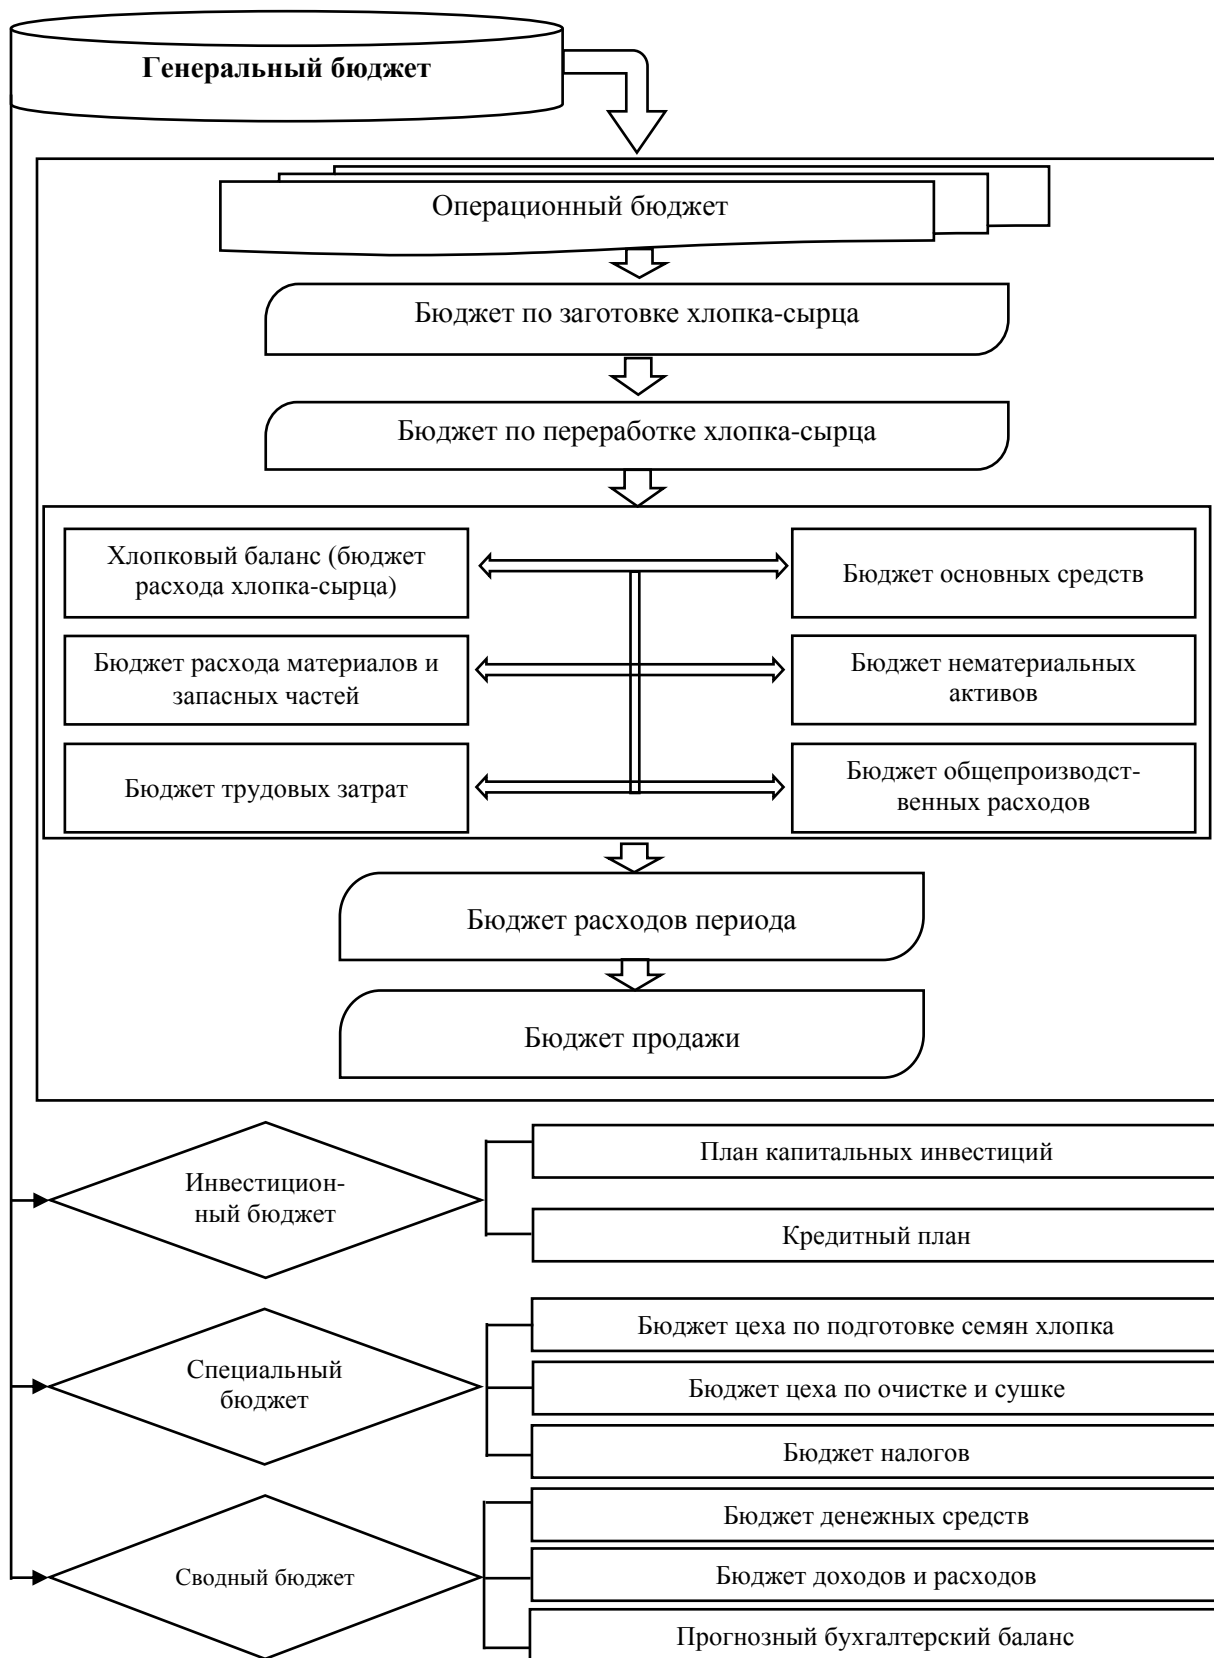 Генеральный бюджет
Операционный бюджет
Бюджет по заготовке хлопка-сырца
Бюджет по переработке хлопка-сырца
Хлопковый баланс (бюджет
расхода хлопка-сырца)
Бюджет основных средств
Бюджет расхода материалов и
запасных частей
Бюджет нематериальных
активов
Бюджет трудовых затрат
Бюджет общепроизводст-
венных расходов
Бюджет расходов периода
Бюджет продажи
Инвестицион-
ный бюджет
План капитальных инвестиций
Кредитный план
Специальный
бюджет
Бюджет цеха по подготовке семян хлопка
Бюджет цеха по очистке и сушке
Бюджет налогов
Сводный бюджет
Бюджет денежных средств
Бюджет доходов и расходов
Прогнозный бухгалтерский баланс